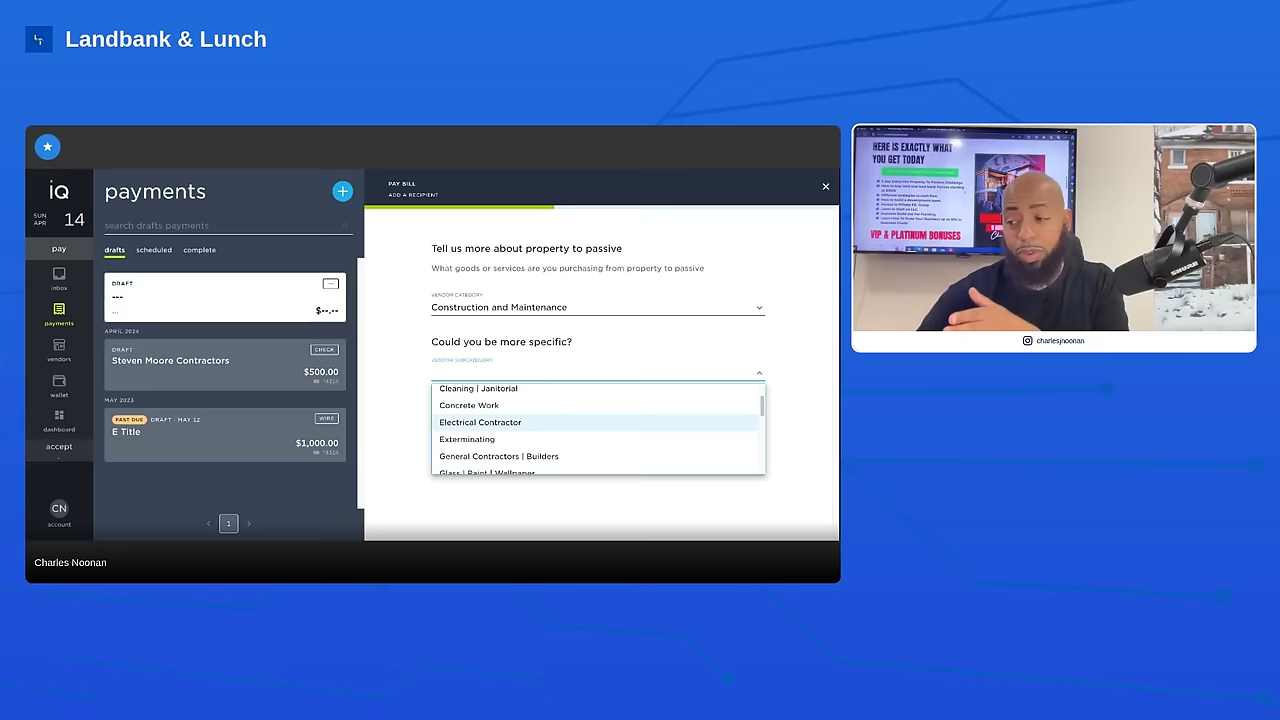 Landbank & Lunch
iQ
SUN
APR
14
pay
inbox
payments
vendors
wallet
dashboard
accept
CN
account
payments
search drafts payments
drafts
scheduled
complete
DRAFT
---
...
$--.--
APRIL 2024
DRAFT
CHECK
Steven Moore Contractors
$500.00
MAY 2023
PAST DUE
DRAFT · MAY 12
WIRE
E Title
$1,000.00
1
PAY BILL
ADD A RECIPIENT
Tell us more about property to passive
What goods or services are you purchasing from property to passive
VENDOR CATEGORY
Construction and Maintenance
Could you be more specific?
VENDOR SUBCATEGORY
Cleaning | Janitorial
Concrete Work
Electrical Contractor
Exterminating
General Contractors | Builders
Glass | Paint | Wallpaper
Charles Noonan
HERE IS EXACTLY WHAT
YOU GET TODAY
VIP & PLATINUM BONUSES
SHURE
charlesjnoonan